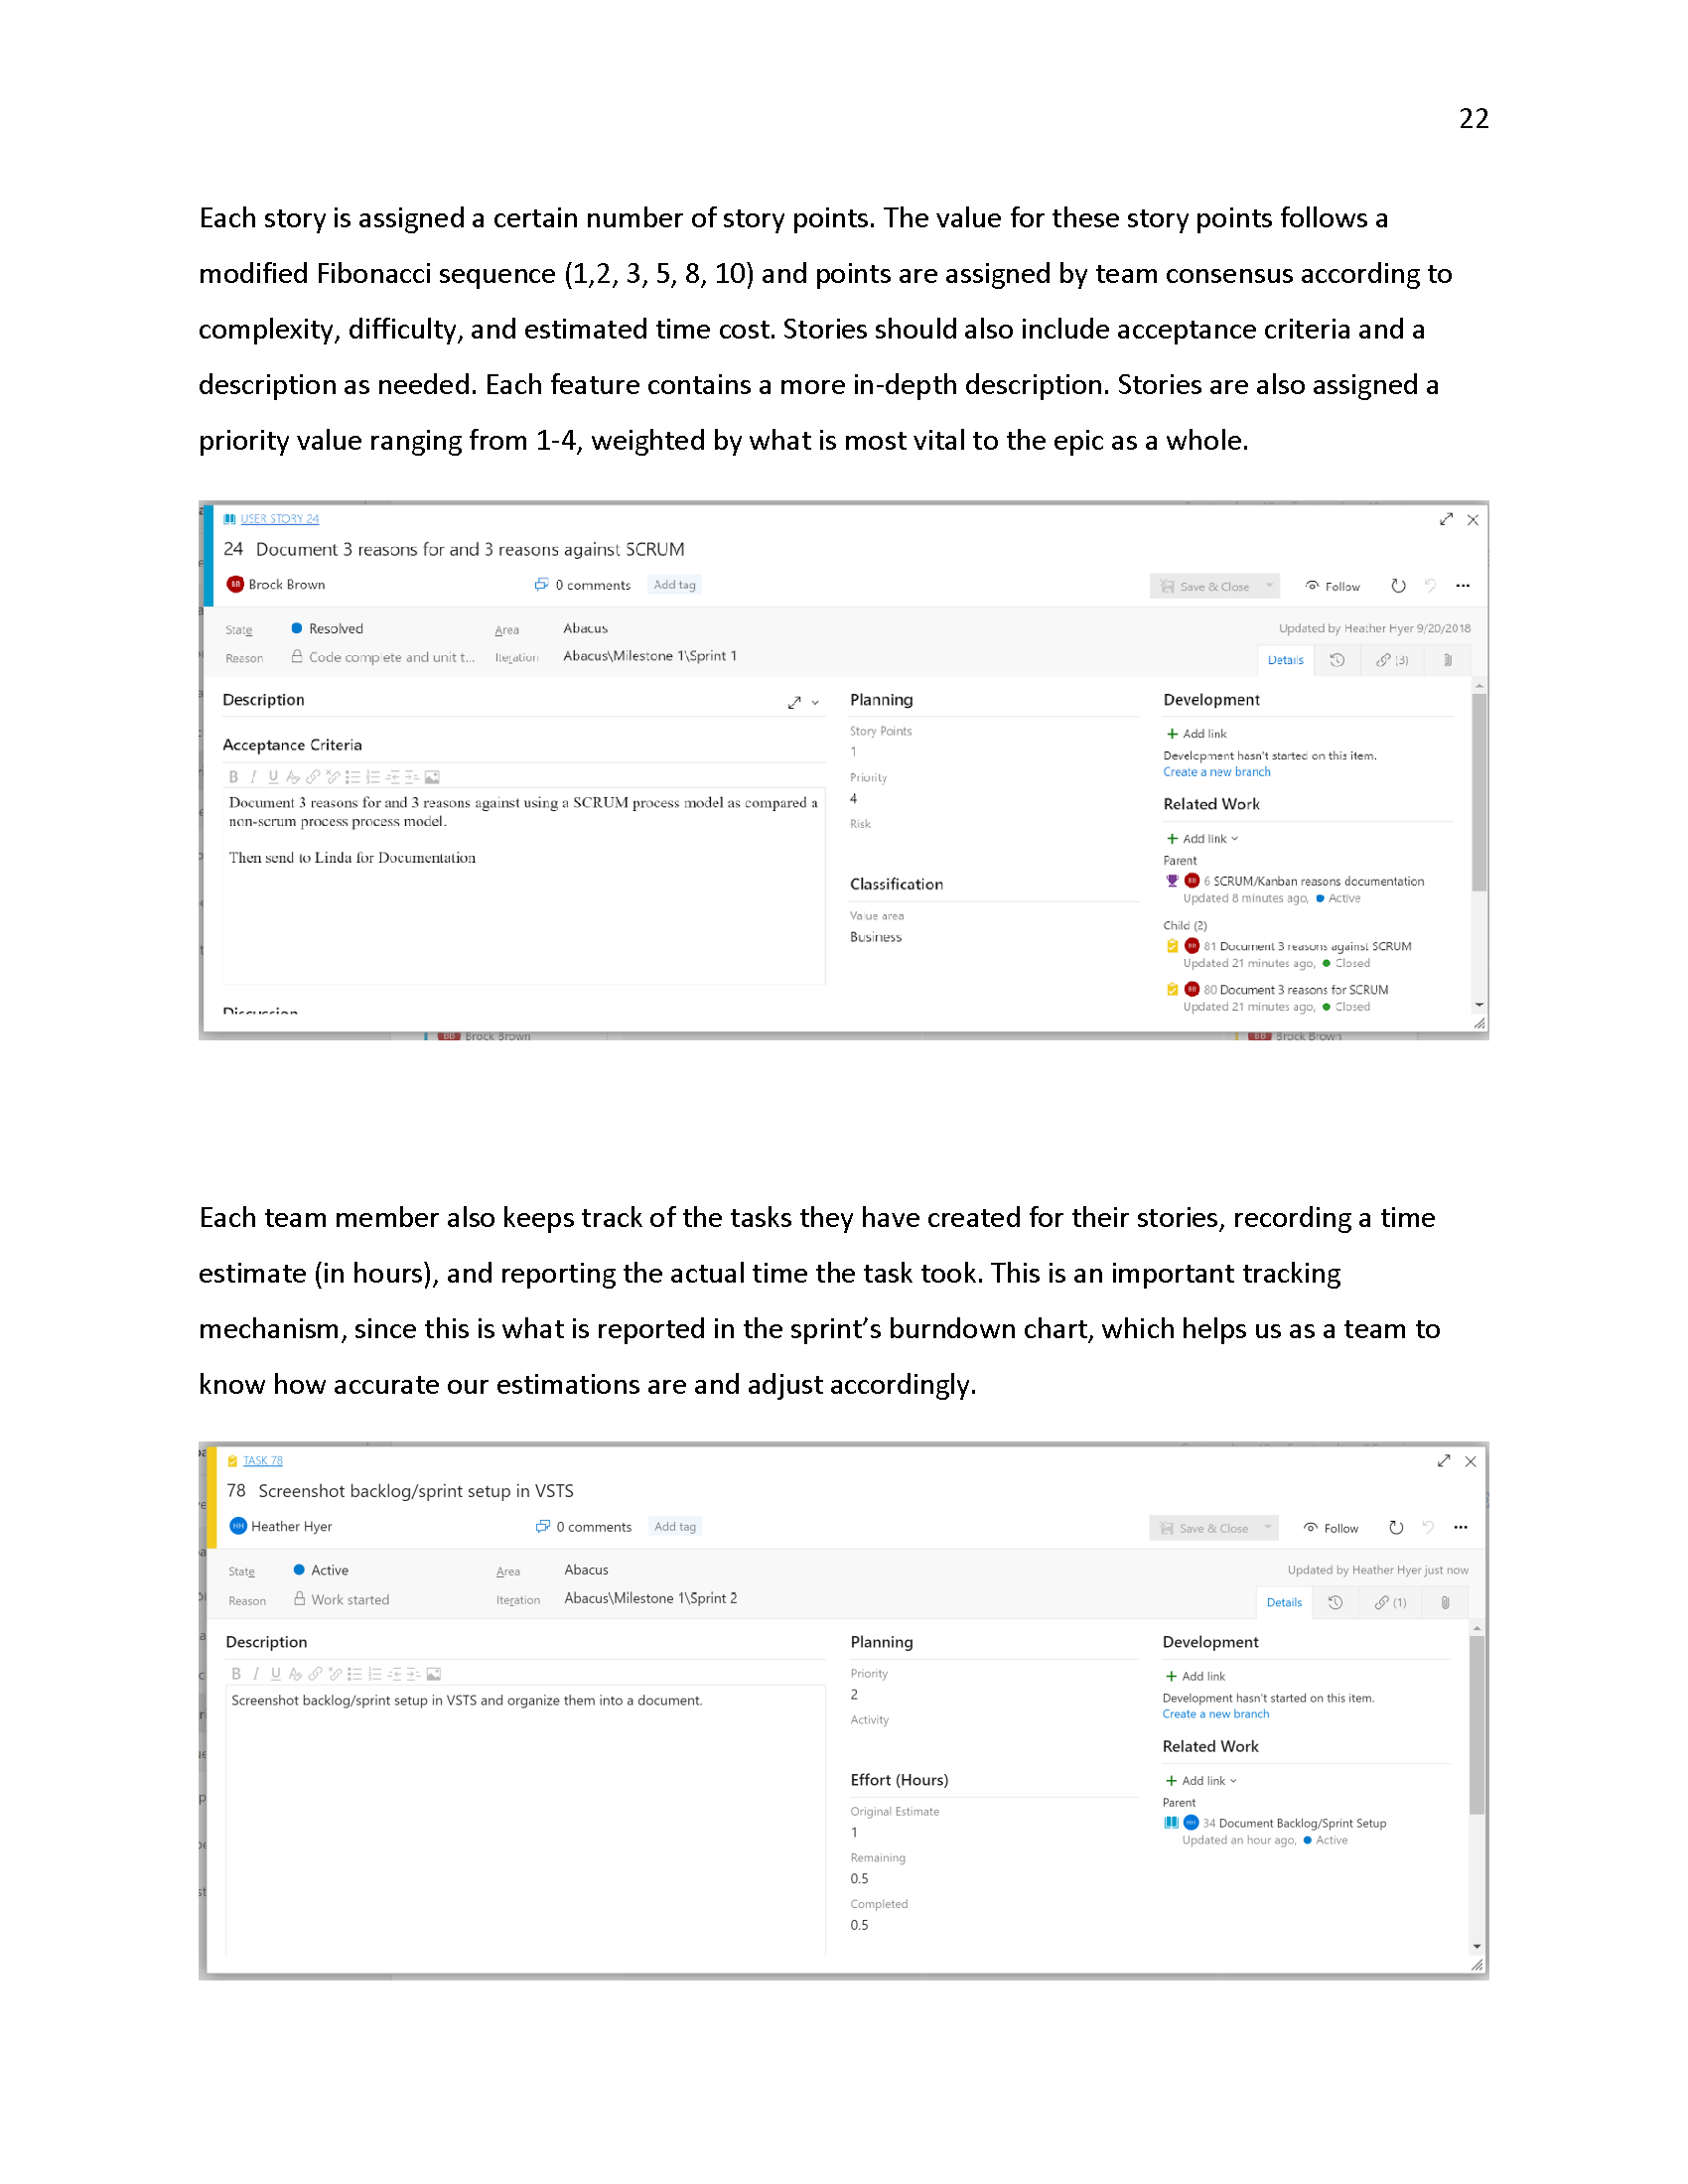 22
Each story is assigned a certain number of story points. The value for these story points follows a
modified Fibonacci sequence (1,2, 3, 5, 8, 10) and points are assigned by team consensus according to
complexity, difficulty, and estimated time cost. Stories should also include acceptance criteria and a
description as needed. Each feature contains a more in-depth description. Stories are also assigned a
priority value ranging from 1-4, weighted by what is most vital to the epic as a whole.
USER STORY 24
24 Document 3 reasons for and 3 reasons against SCRUM
BB Brock Brown 0 comments Add tag Save & Close Follow
State Resolved Area Abacus Updated by Heather Hyer 9/20/2018
Reason Code complete and unit t... Iteration Abacus\Milestone 1\Sprint 1 Details (3)
Description
Acceptance Criteria
B I U
Document 3 reasons for and 3 reasons against using a SCRUM process model as compared a
non-scrum process process model.
Then send to Linda for Documentation
Discussion
Planning
Story Points
1
Priority
4
Risk
Classification
Value area
Business
Development
Add link
Development hasn't started on this item.
Create a new branch
Related Work
Add link
Parent
BB 6 SCRUM/Kanban reasons documentation
Updated 8 minutes ago, Active
Child (2)
BB 81 Document 3 reasons against SCRUM
Updated 21 minutes ago, Closed
BB 80 Document 3 reasons for SCRUM
Updated 21 minutes ago, Closed
BB Brock Brown BB Brock Brown
Each team member also keeps track of the tasks they have created for their stories, recording a time
estimate (in hours), and reporting the actual time the task took. This is an important tracking
mechanism, since this is what is reported in the sprint’s burndown chart, which helps us as a team to
know how accurate our estimations are and adjust accordingly.
TASK 78
78 Screenshot backlog/sprint setup in VSTS
HH Heather Hyer 0 comments Add tag Save & Close Follow
State Active Area Abacus Updated by Heather Hyer just now
Reason Work started Iteration Abacus\Milestone 1\Sprint 2 Details (1)
Description
B I U
Screenshot backlog/sprint setup in VSTS and organize them into a document.
Planning
Priority
2
Activity
Effort (Hours)
Original Estimate
1
Remaining
0.5
Completed
0.5
Development
Add link
Development hasn't started on this item.
Create a new branch
Related Work
Add link
Parent
HH 34 Document Backlog/Sprint Setup
Updated an hour ago, Active